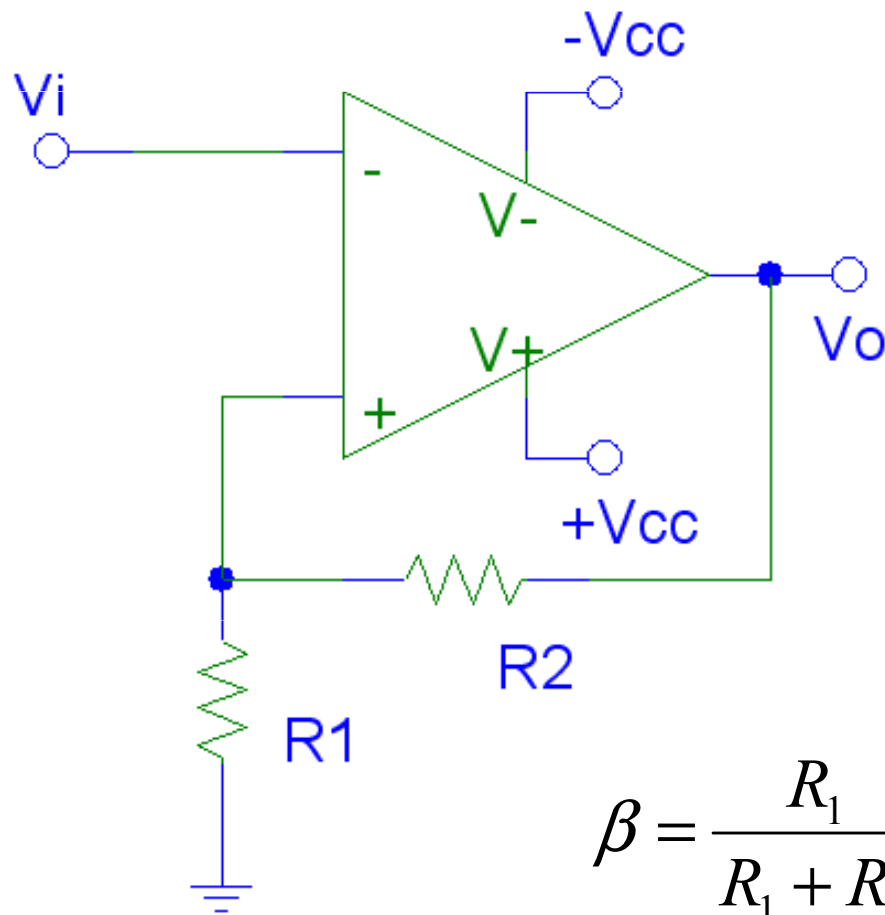 -Vcc
Vi
-
V-
V+
Vo
+
+Vcc
R2
R1
β = R₁ / (R₁ + R